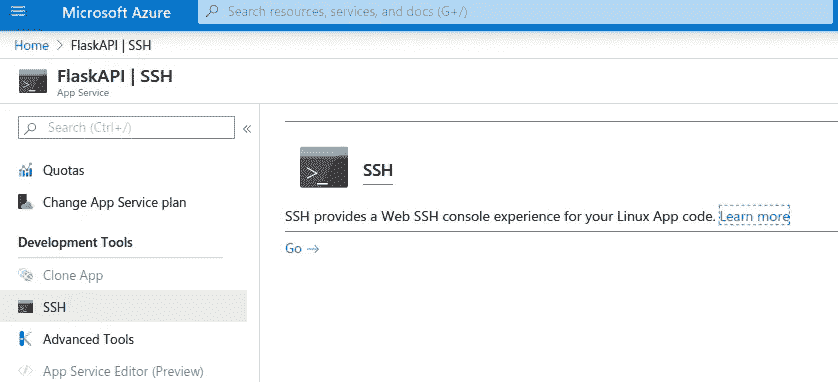 Microsoft Azure
Search resources, services, and docs (G+/)
Home > FlaskAPI | SSH
FlaskAPI | SSH
App Service
Search (Ctrl+/)
«
Quotas
Change App Service plan
Development Tools
Clone App
SSH
Advanced Tools
App Service Editor (Preview)
>_
SSH
SSH provides a Web SSH console experience for your Linux App code. Learn more
Go →